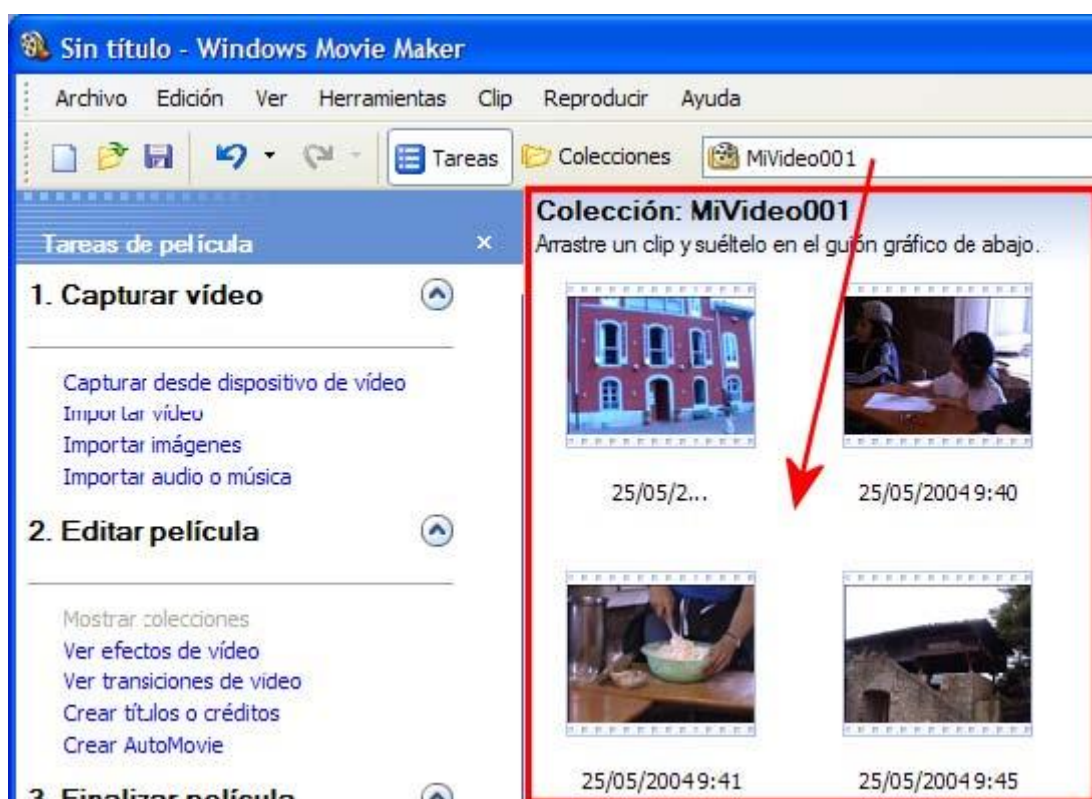 Sin título - Windows Movie Maker
Archivo Edición Ver Herramientas Clip Reproducir Ayuda
Tareas Colecciones MiVideo001
Tareas de película
1. Capturar vídeo
Capturar desde dispositivo de vídeo
Importar vídeo
Importar imágenes
Importar audio o música
2. Editar película
Mostrar colecciones
Ver efectos de vídeo
Ver transiciones de video
Crear títulos o créditos
Crear AutoMovie
3. Finalizar película
Colección: MiVideo001
Arrastre un clip y suéltelo en el guión gráfico de abajo.
25/05/2... 25/05/2004 9:40
25/05/2004 9:41 25/05/2004 9:45